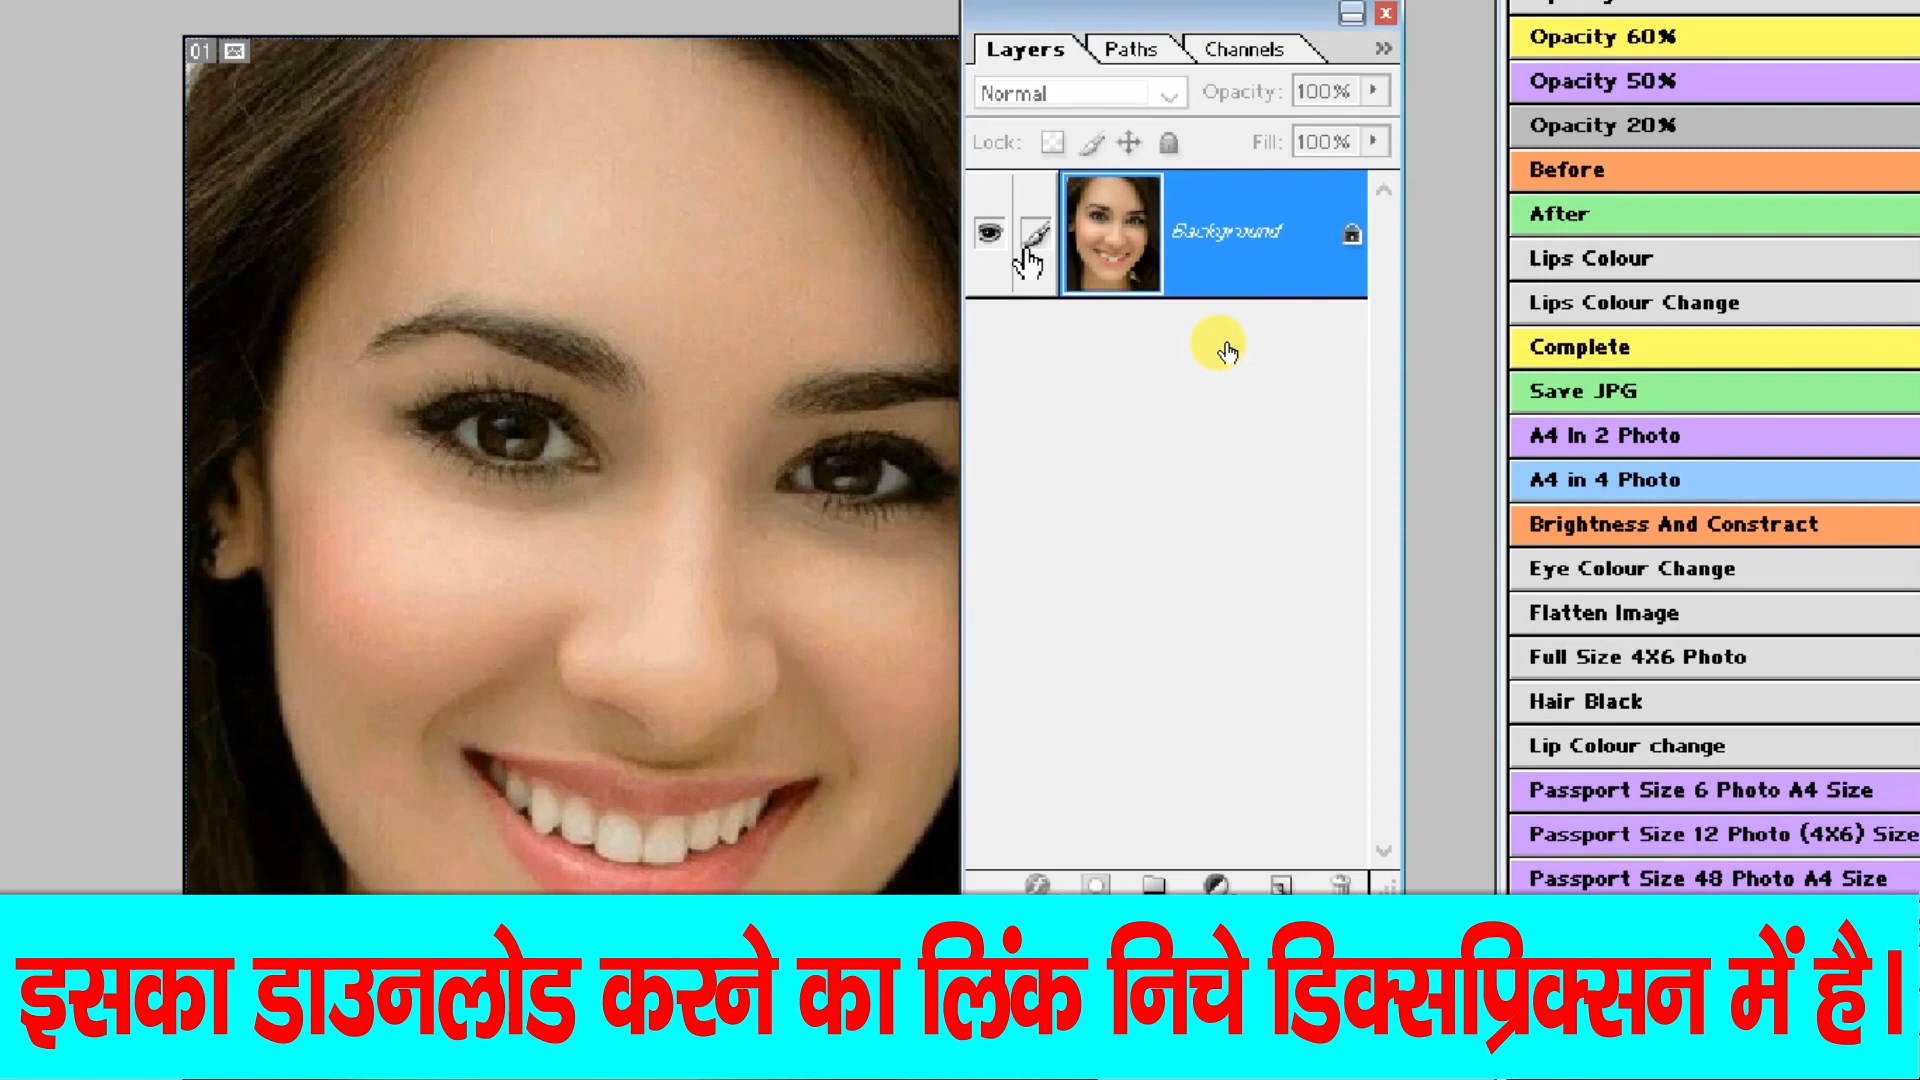 01
Layers Paths Channels
Normal Opacity: 100%
Lock: Fill: 100%
Background
Opacity 60%
Opacity 50%
Opacity 20%
Before
After
Lips Colour
Lips Colour Change
Complete
Save JPG
A4 In 2 Photo
A4 in 4 Photo
Brightness And Constract
Eye Colour Change
Flatten Image
Full Size 4X6 Photo
Hair Black
Lip Colour change
Passport Size 6 Photo A4 Size
Passport Size 12 Photo (4X6) Size
Passport Size 48 Photo A4 Size
इसका डाउनलोड करने का लिंक निचे डिक्सप्रिक्सन में है।